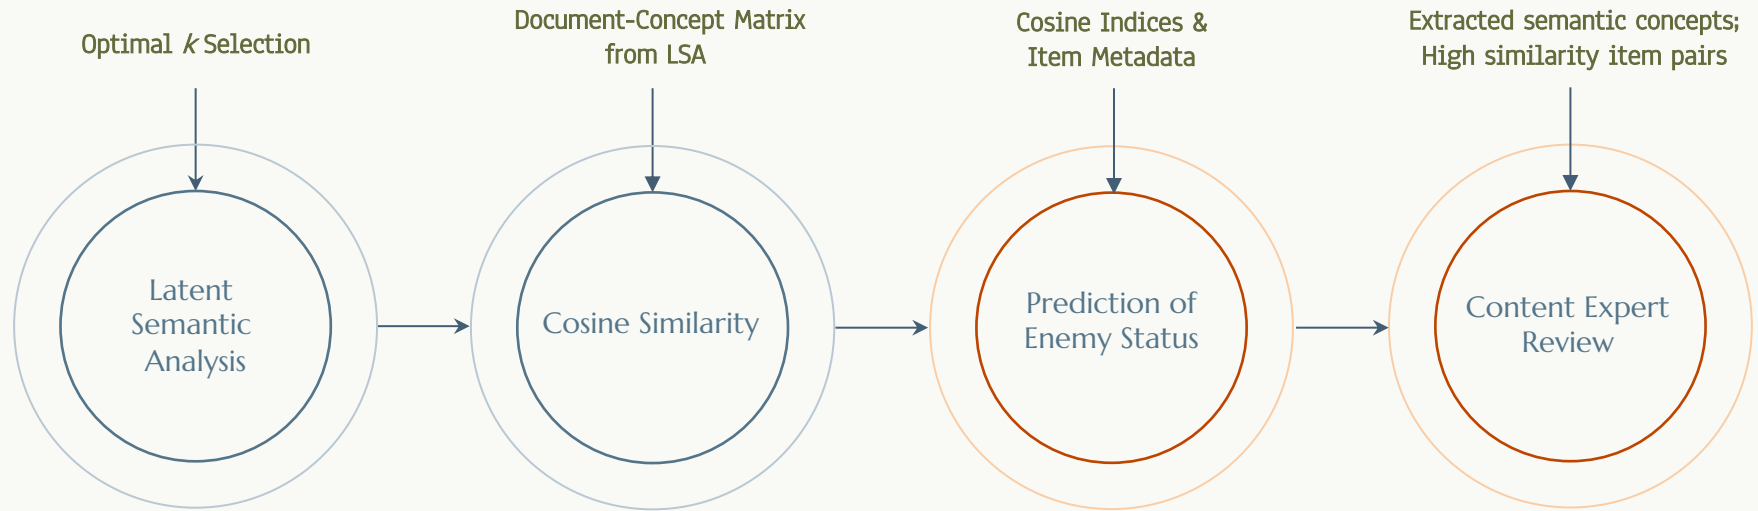 Optimal k Selection
Document-Concept Matrix
from LSA
Cosine Indices &
Item Metadata
Extracted semantic concepts;
High similarity item pairs
Latent
Semantic
Analysis
Cosine Similarity
Prediction of
Enemy Status
Content Expert
Review